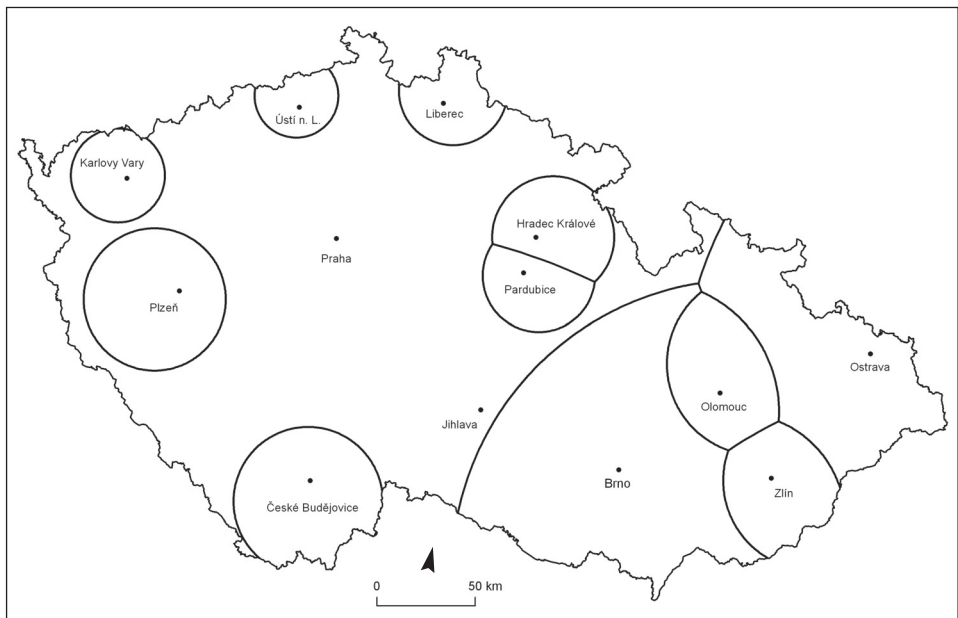 Ústí n. L.
Liberec
Karlovy Vary
Hradec Králové
Praha
Pardubice
Plzeň
Ostrava
Olomouc
Jihlava
Brno
Zlín
České Budějovice
0 50 km